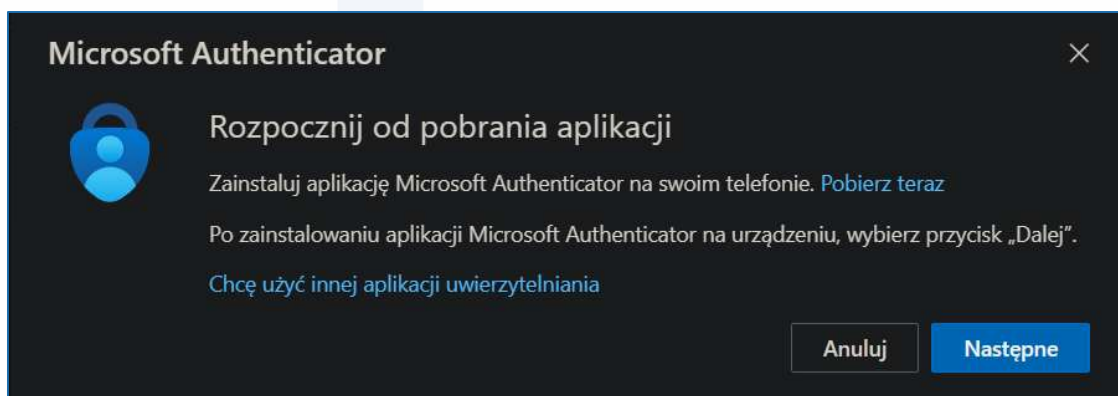 Microsoft Authenticator
Rozpocznij od pobrania aplikacji
Zainstaluj aplikację Microsoft Authenticator na swoim telefonie. Pobierz teraz
Po zainstalowaniu aplikacji Microsoft Authenticator na urządzeniu, wybierz przycisk „Dalej”.
Chcę użyć innej aplikacji uwierzytelniania
Anuluj Następne